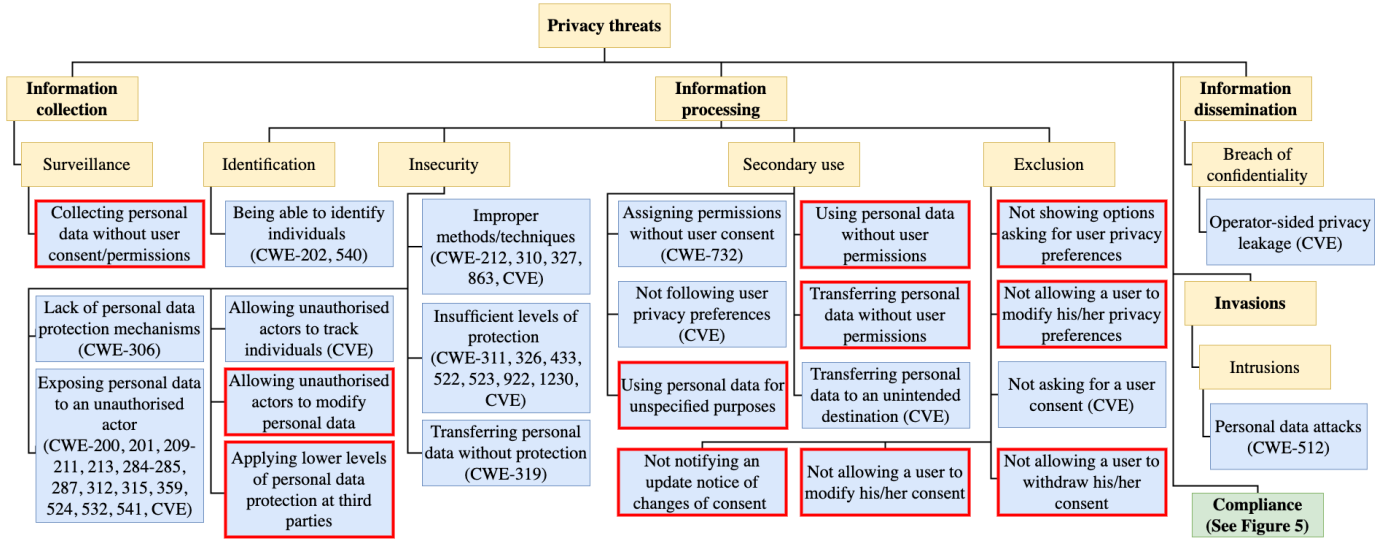 Privacy threats
Information
collection
Information
processing
Information
dissemination
Surveillance
Identification
Insecurity
Secondary use
Exclusion
Breach of
confidentiality
Collecting personal
data without user
consent/permissions
Being able to identify
individuals
(CWE-202, 540)
Improper
methods/techniques
(CWE-212, 310, 327,
863, CVE)
Assigning permissions
without user consent
(CWE-732)
Using personal data
without user
permissions
Not showing options
asking for user privacy
preferences
Operator-sided privacy
leakage (CVE)
Lack of personal data
protection mechanisms
(CWE-306)
Allowing unauthorised
actors to track
individuals (CVE)
Insufficient levels of
protection
(CWE-311, 326, 433,
522, 523, 922, 1230,
CVE)
Not following user
privacy preferences
(CVE)
Transferring personal
data without user
permissions
Not allowing a user to
modify his/her privacy
preferences
Invasions
Intrusions
Exposing personal data
to an unauthorised
actor
(CWE-200, 201, 209-
211, 213, 284-285,
287, 312, 315, 359,
524, 532, 541, CVE)
Allowing unauthorised
actors to modify
personal data
Using personal data for
unspecified purposes
Transferring personal
data to an unintended
destination (CVE)
Not asking for a user
consent (CVE)
Personal data attacks
(CWE-512)
Applying lower levels
of personal data
protection at third
parties
Transferring personal
data without protection
(CWE-319)
Not notifying an
update notice of
changes of consent
Not allowing a user to
modify his/her consent
Not allowing a user to
withdraw his/her
consent
Compliance
(See Figure 5)